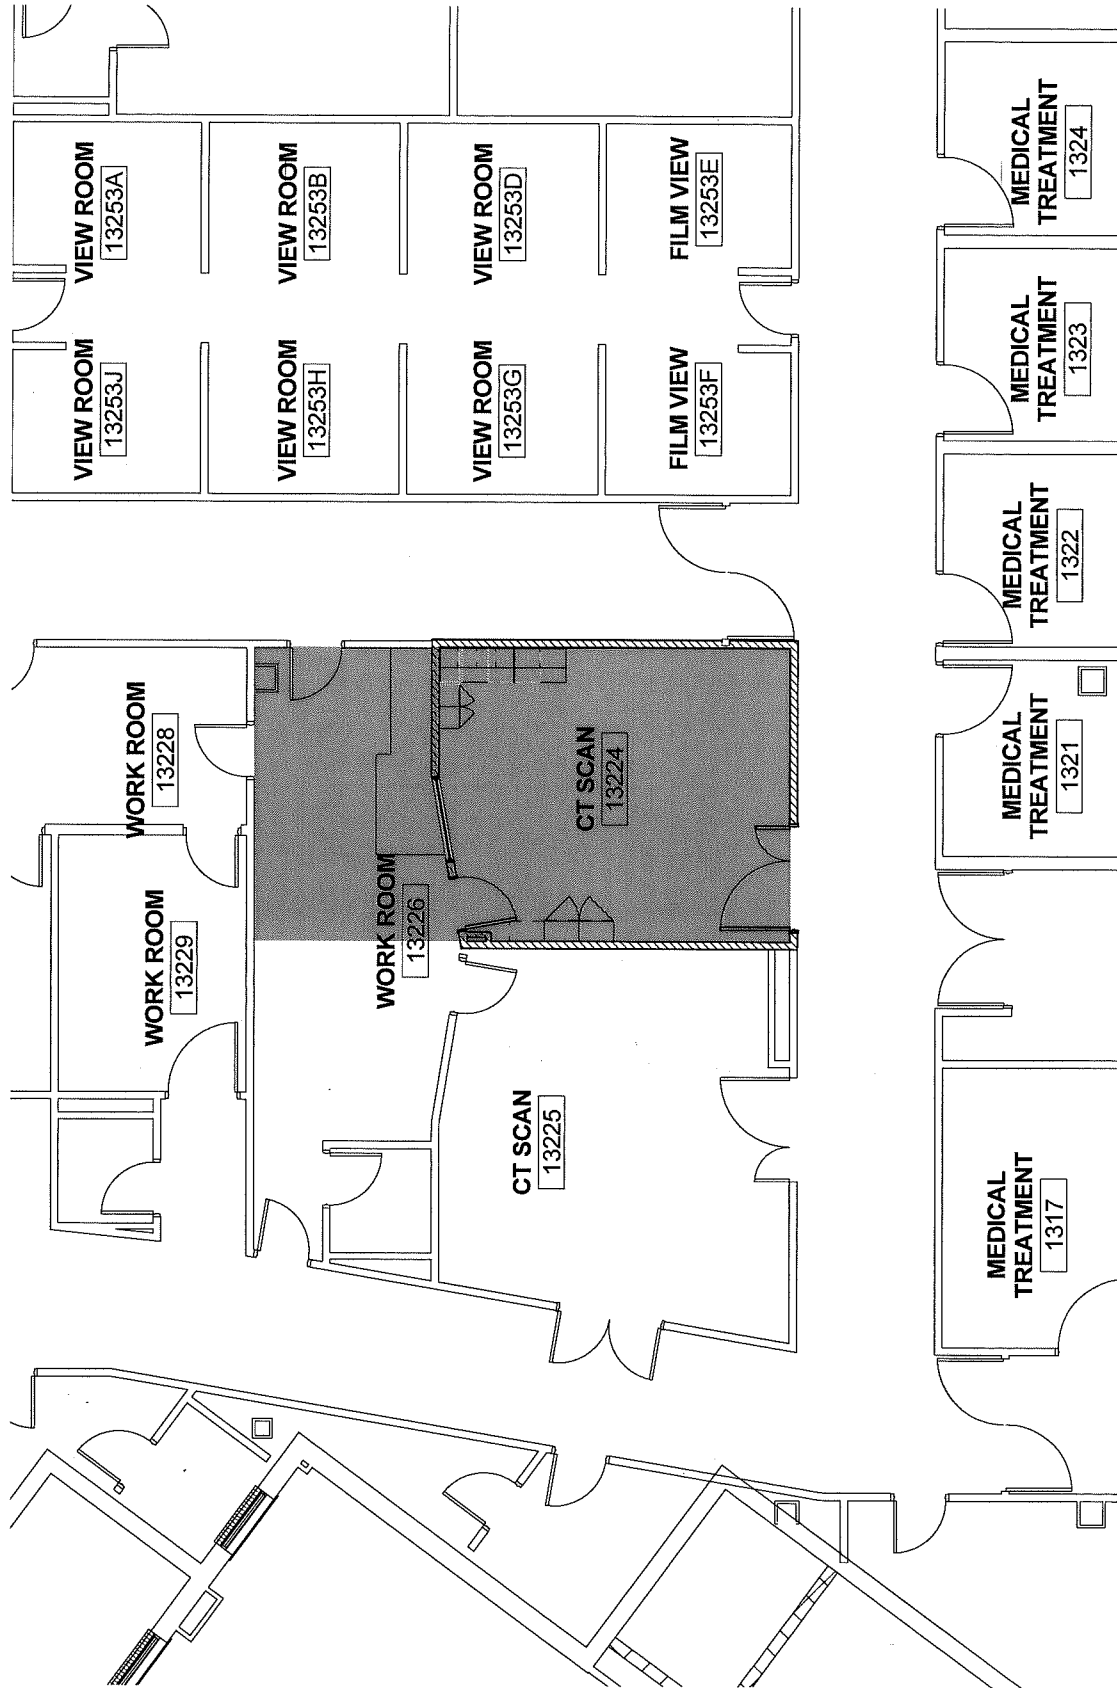 VIEW ROOM
13253A
VIEW ROOM
13253B
VIEW ROOM
13253D
FILM VIEW
13253E
MEDICAL
TREATMENT
1324
VIEW ROOM
13253J
VIEW ROOM
13253H
VIEW ROOM
13253G
FILM VIEW
13253F
MEDICAL
TREATMENT
1323
MEDICAL
TREATMENT
1322
WORK ROOM
13228
CT SCAN
13224
MEDICAL
TREATMENT
1321
WORK ROOM
13229
WORK ROOM
13226
CT SCAN
13225
MEDICAL
TREATMENT
1317